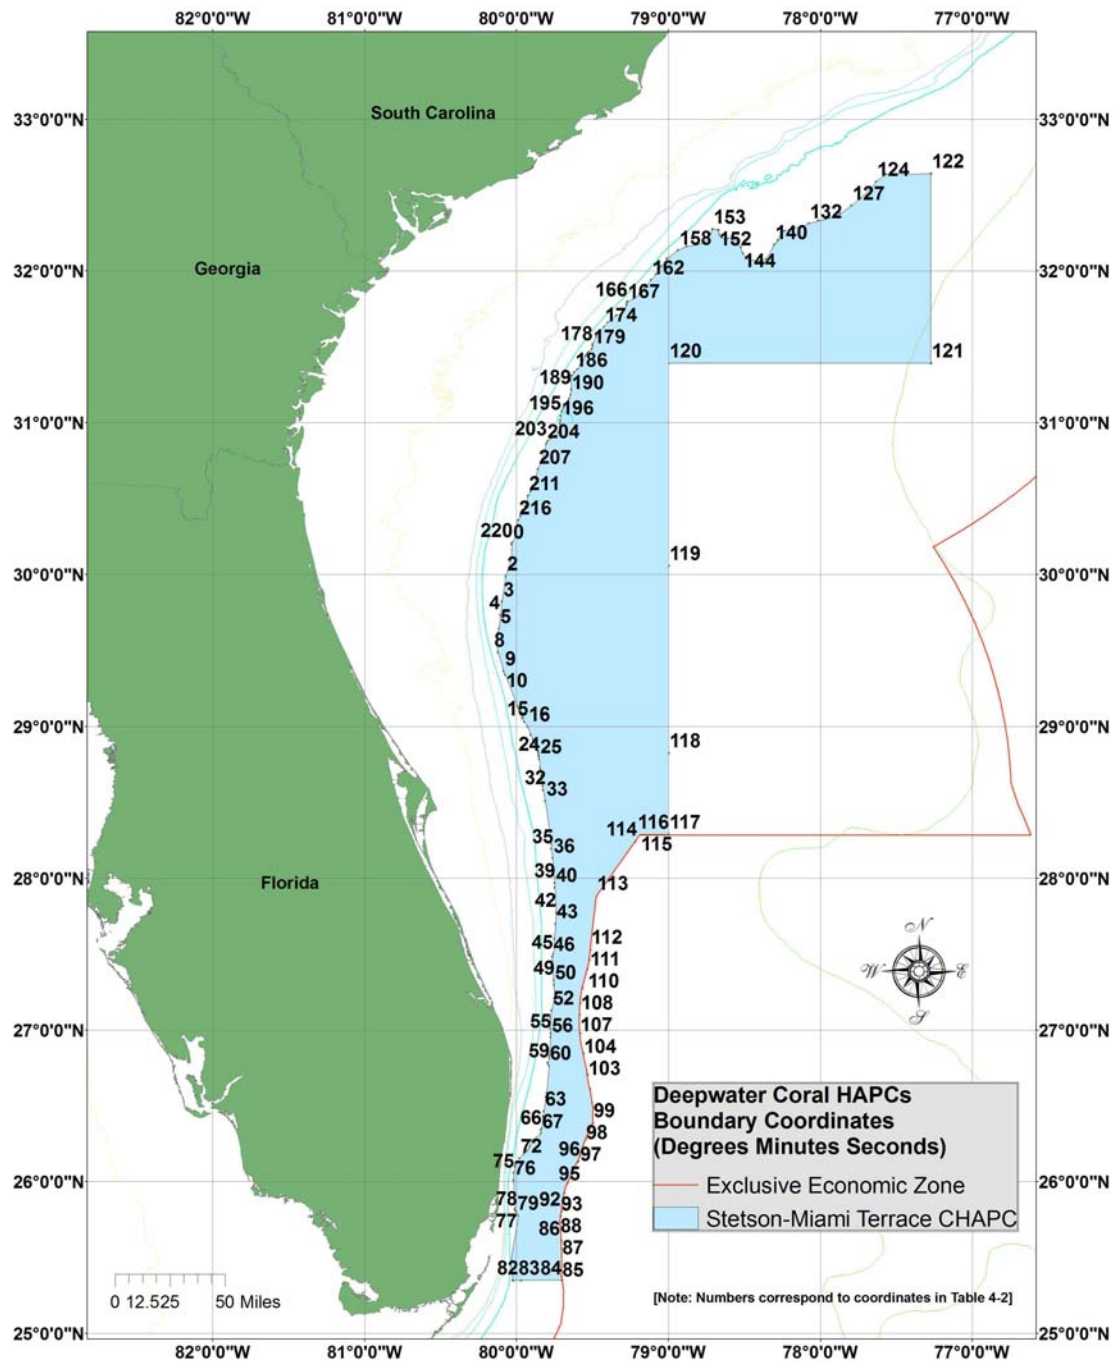 82°0'0"W 81°0'0"W 80°0'0"W 79°0'0"W 78°0'0"W 77°0'0"W
33°0'0"N South Carolina 33°0'0"N
124 122
127
153 132
158 152 140
32°0'0"N Georgia 162 144 32°0'0"N
166 167
174
178 179
120 121
186
189 190
195 196
31°0'0"N 203 204 31°0'0"N
207
211
216
220 0
119
30°0'0"N 2 30°0'0"N
3
4 5
8
9
10
15 16
29°0'0"N 29°0'0"N
24 25 118
32 33
114 116 117
35 36 115
39 40
28°0'0"N Florida 113 28°0'0"N
42 43
45 46 112
N
49 50 111
W E
110
52 108
S
55 56 107
27°0'0"N 27°0'0"N
59 60 104
103
63 99
66 67 98
72 96 97
75 76 95
26°0'0"N 26°0'0"N
78 79 92 93
77 86 88
87
82 83 84 85
Deepwater Coral HAPCs
Boundary Coordinates
(Degrees Minutes Seconds)
Exclusive Economic Zone
Stetson-Miami Terrace CHAPC
0 12.525 50 Miles
[Note: Numbers correspond to coordinates in Table 4-2]
25°0'0"N 25°0'0"N
82°0'0"W 81°0'0"W 80°0'0"W 79°0'0"W 78°0'0"W 77°0'0"W